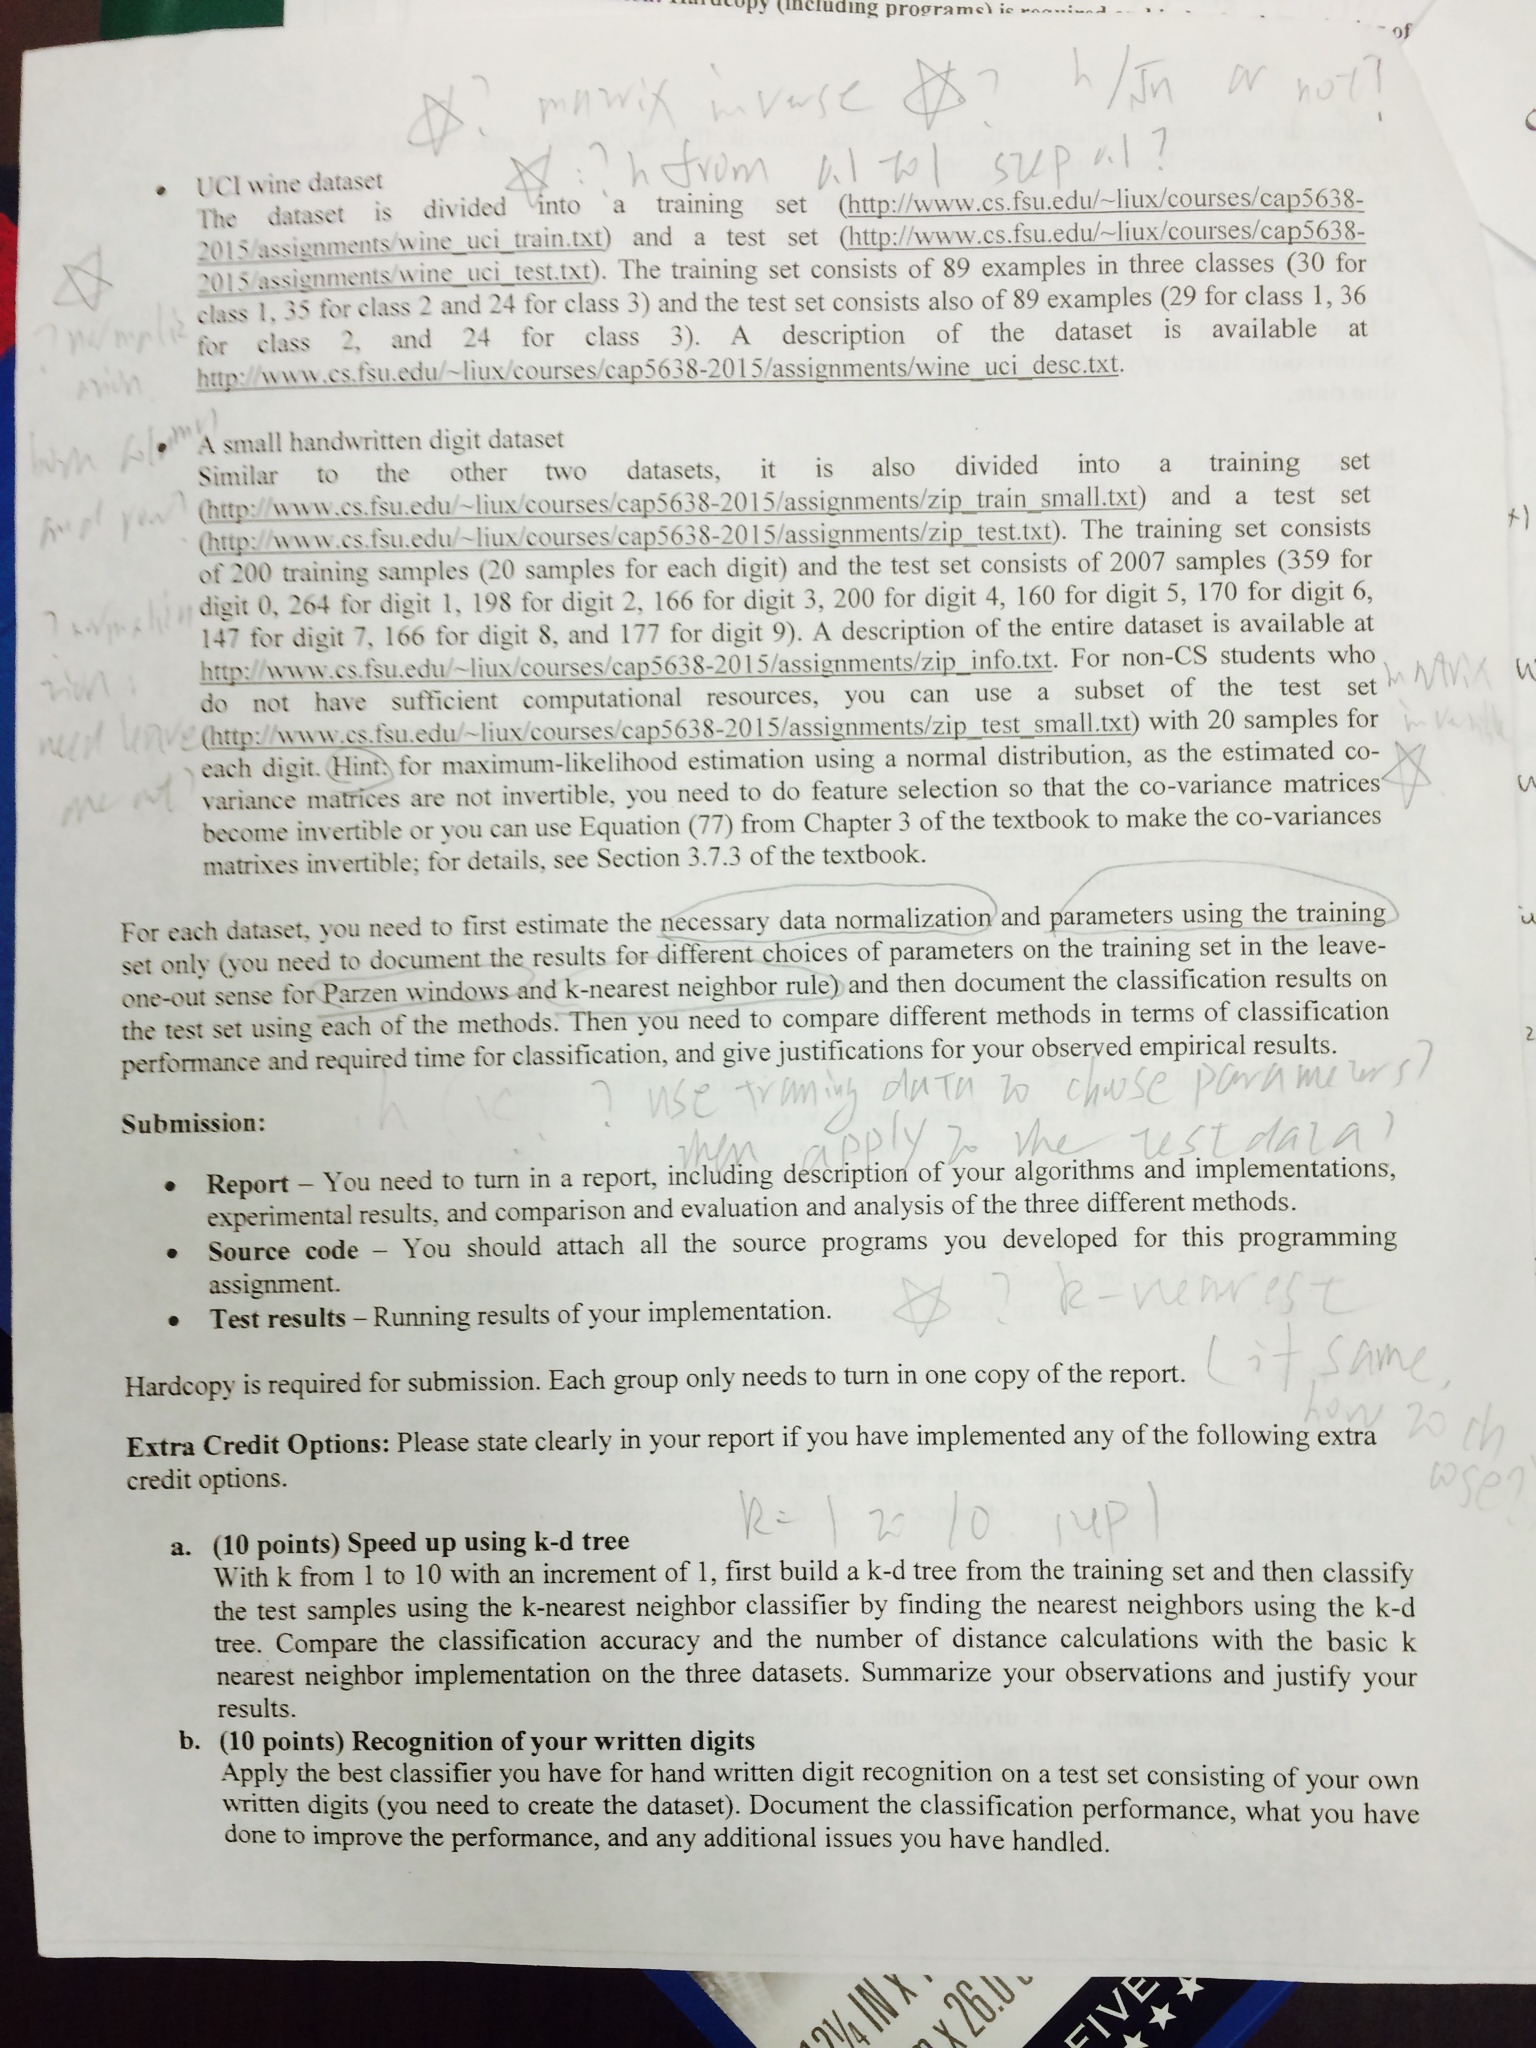 (including programs) is
of
? matrix inverse ? h/√n or not?
: ? h from 0.1 to 1 step 0.1?
• UCI wine dataset
The dataset is divided into a training set (http://www.cs.fsu.edu/~liux/courses/cap5638-
2015/assignments/wine_uci_train.txt) and a test set (http://www.cs.fsu.edu/~liux/courses/cap5638-
2015/assignments/wine_uci_test.txt). The training set consists of 89 examples in three classes (30 for
class 1, 35 for class 2 and 24 for class 3) and the test set consists also of 89 examples (29 for class 1, 36
for class 2, and 24 for class 3). A description of the dataset is available at
http://www.cs.fsu.edu/~liux/courses/cap5638-2015/assignments/wine_uci_desc.txt.
• A small handwritten digit dataset
Similar to the other two datasets, it is also divided into a training set
(http://www.cs.fsu.edu/~liux/courses/cap5638-2015/assignments/zip_train_small.txt) and a test set
(http://www.cs.fsu.edu/~liux/courses/cap5638-2015/assignments/zip_test.txt). The training set consists
of 200 training samples (20 samples for each digit) and the test set consists of 2007 samples (359 for
digit 0, 264 for digit 1, 198 for digit 2, 166 for digit 3, 200 for digit 4, 160 for digit 5, 170 for digit 6,
147 for digit 7, 166 for digit 8, and 177 for digit 9). A description of the entire dataset is available at
http://www.cs.fsu.edu/~liux/courses/cap5638-2015/assignments/zip_info.txt. For non-CS students who
do not have sufficient computational resources, you can use a subset of the test set
(http://www.cs.fsu.edu/~liux/courses/cap5638-2015/assignments/zip_test_small.txt) with 20 samples for
each digit. Hint: for maximum-likelihood estimation using a normal distribution, as the estimated co-
variance matrices are not invertible, you need to do feature selection so that the co-variance matrices
become invertible or you can use Equation (77) from Chapter 3 of the textbook to make the co-variances
matrixes invertible; for details, see Section 3.7.3 of the textbook.
need leave
one out
matrix
For each dataset, you need to first estimate the necessary data normalization and parameters using the training
set only (you need to document the results for different choices of parameters on the training set in the leave-
one-out sense for Parzen windows and k-nearest neighbor rule) and then document the classification results on
the test set using each of the methods. Then you need to compare different methods in terms of classification
performance and required time for classification, and give justifications for your observed empirical results.
h k ? use training data to choose parameters?
then apply to the test data?
Submission:
• Report – You need to turn in a report, including description of your algorithms and implementations,
experimental results, and comparison and evaluation and analysis of the three different methods.
• Source code – You should attach all the source programs you developed for this programming
assignment.
• Test results – Running results of your implementation.
? k-nearest
(if same,
how to ch
oose?
Hardcopy is required for submission. Each group only needs to turn in one copy of the report.
Extra Credit Options: Please state clearly in your report if you have implemented any of the following extra
credit options.
k= 1 to 10 step 1
a. (10 points) Speed up using k-d tree
With k from 1 to 10 with an increment of 1, first build a k-d tree from the training set and then classify
the test samples using the k-nearest neighbor classifier by finding the nearest neighbors using the k-d
tree. Compare the classification accuracy and the number of distance calculations with the basic k
nearest neighbor implementation on the three datasets. Summarize your observations and justify your
results.
b. (10 points) Recognition of your written digits
Apply the best classifier you have for hand written digit recognition on a test set consisting of your own
written digits (you need to create the dataset). Document the classification performance, what you have
done to improve the performance, and any additional issues you have handled.
12¼ IN X
X 26.0
FIVE